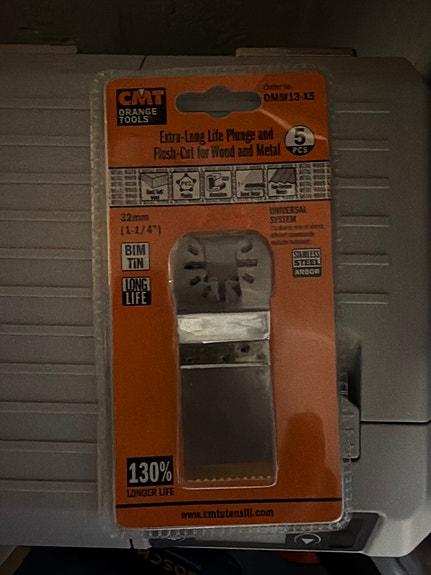 CMT
ORANGE
TOOLS
Order no.
OMM13-X5
Extra-Long Life Plunge and
Flush-Cut for Wood and Metal
5
PCS
32mm
(1-1/4")
UNIVERSAL
SYSTEM
BIM
TIN
LONG
LIFE
STAINLESS
STEEL
ARBOR
130%
LONGER LIFE
www.cmtutensili.com